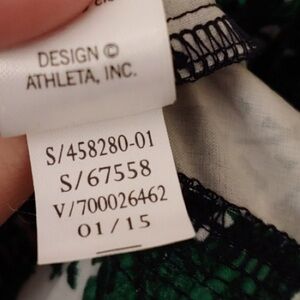 DESIGN ©
ATHLETA, INC.
S/458280-01
S/67558
V/700026462
01/15